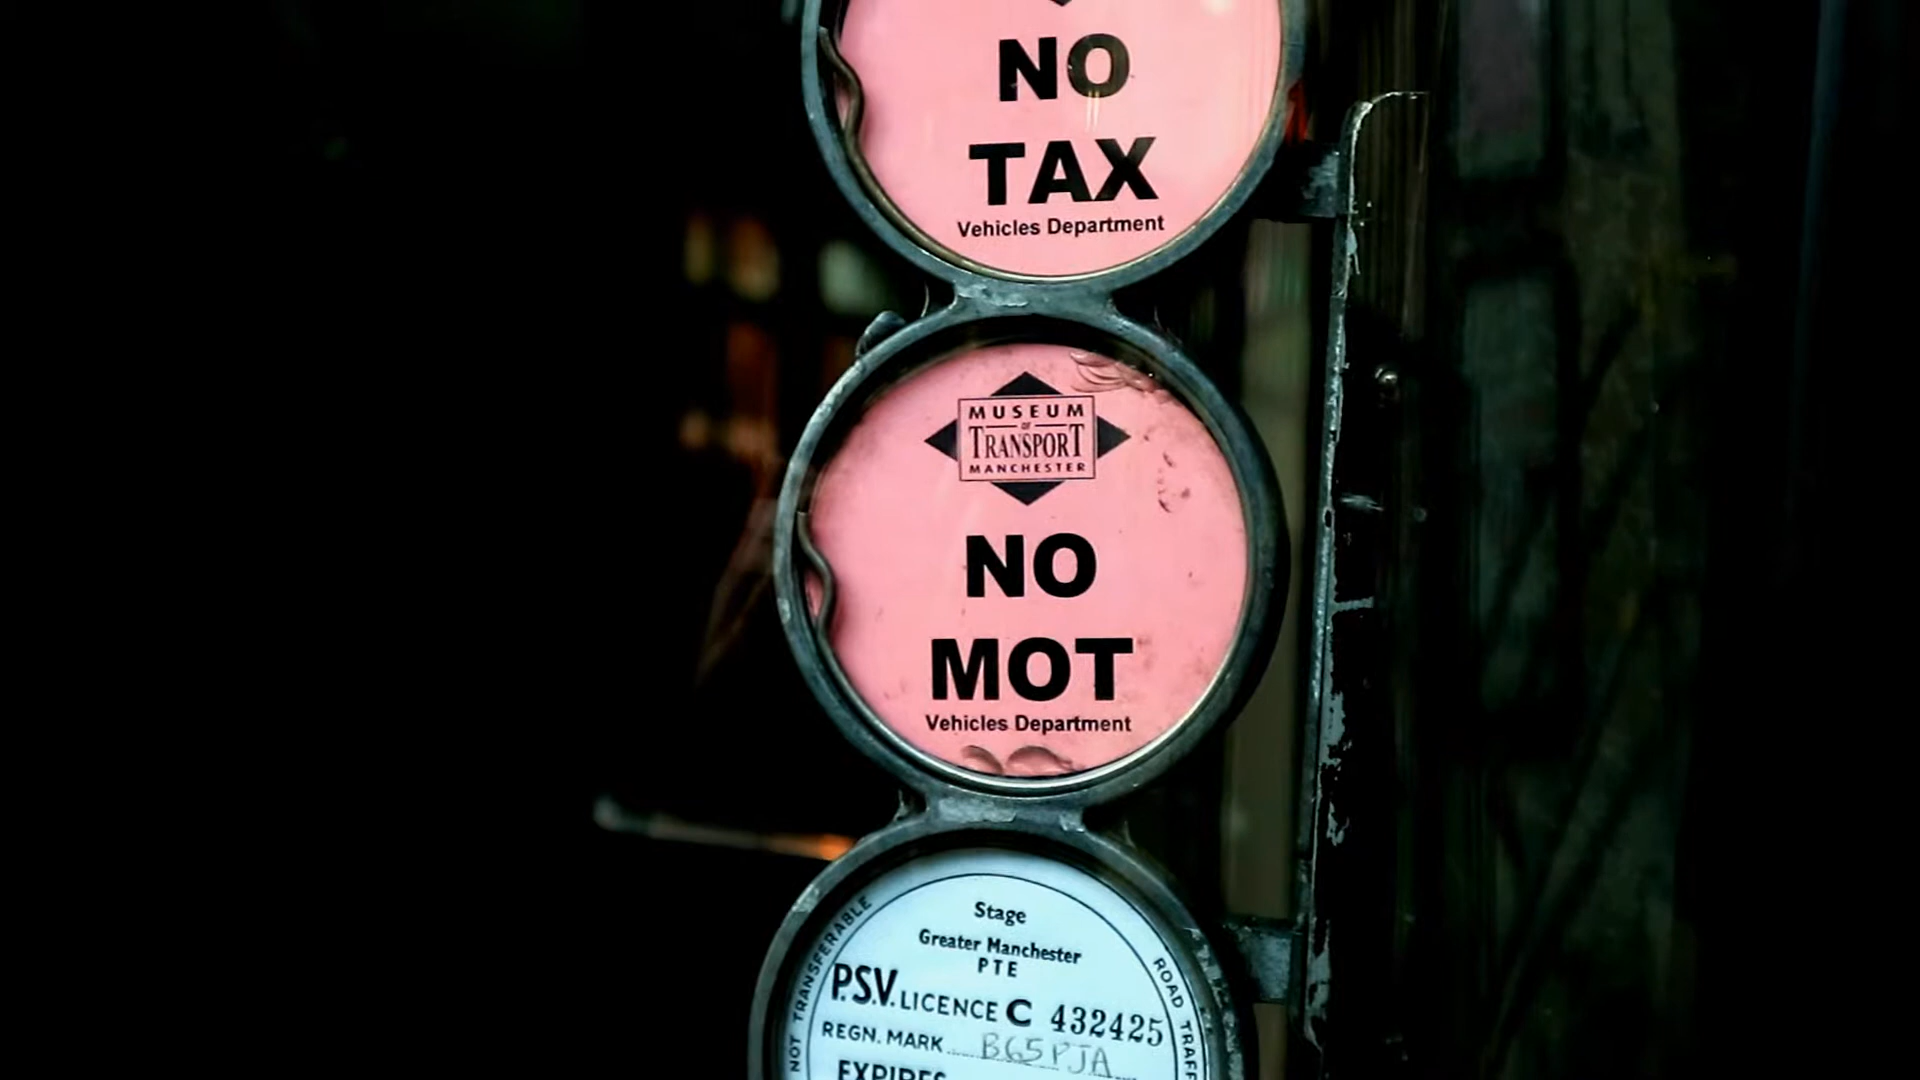 NO
TAX
Vehicles Department
MUSEUM
OF
TRANSPORT
MANCHESTER
NO
MOT
Vehicles Department
Stage
Greater Manchester
PTE
P.S.V. LICENCE C 432425
REGN. MARK B65PJA
EXPIRES
NOT TRANSFERABLE
ROAD